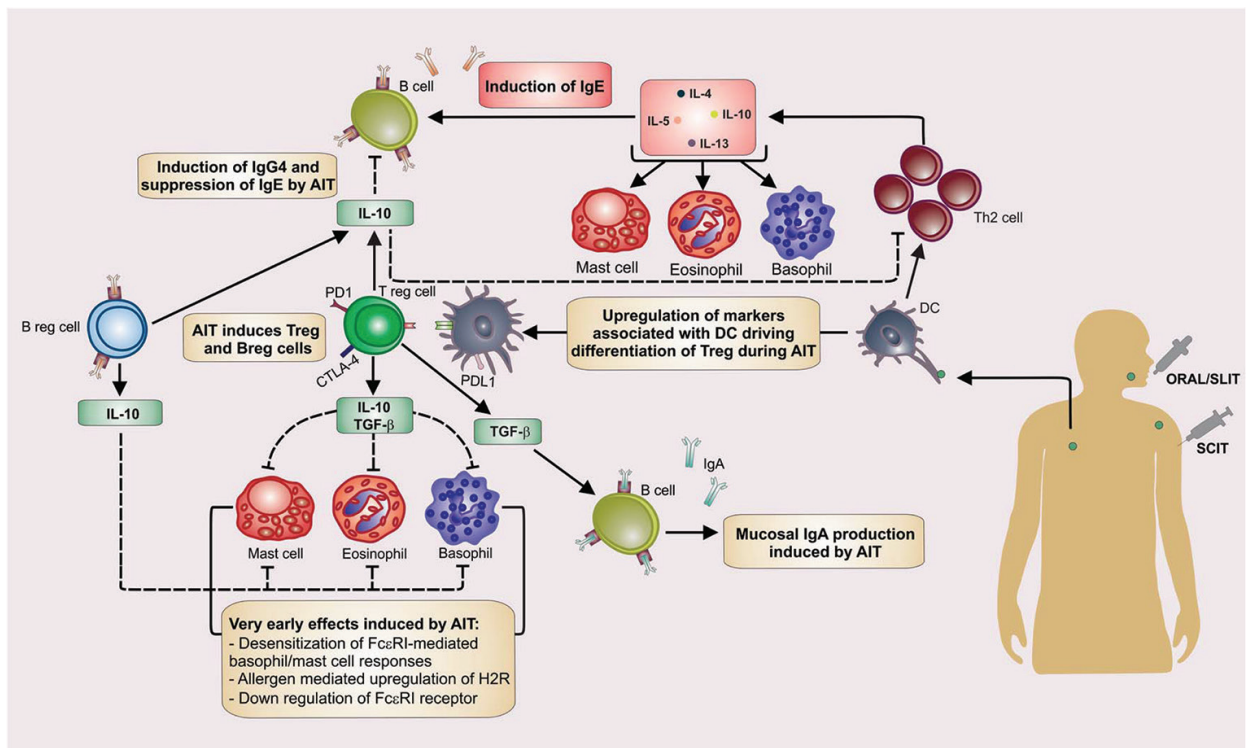 B cell
Induction of IgE
IL-4
IL-5
IL-10
IL-13
Induction of IgG4 and
suppression of IgE by AIT
IL-10
Th2 cell
Mast cell
Eosinophil
Basophil
PD1
T reg cell
B reg cell
AIT induces Treg
and Breg cells
CTLA-4
PDL1
Upregulation of markers
associated with DC driving
differentiation of Treg during AIT
DC
ORAL/SLIT
SCIT
IL-10
IL-10
TGF-β
TGF-β
IgA
B cell
Mast cell
Eosinophil
Basophil
Mucosal IgA production
induced by AIT
Very early effects induced by AIT:
- Desensitization of FcεRI-mediated
basophil/mast cell responses
- Allergen mediated upregulation of H2R
- Down regulation of FcεRI receptor